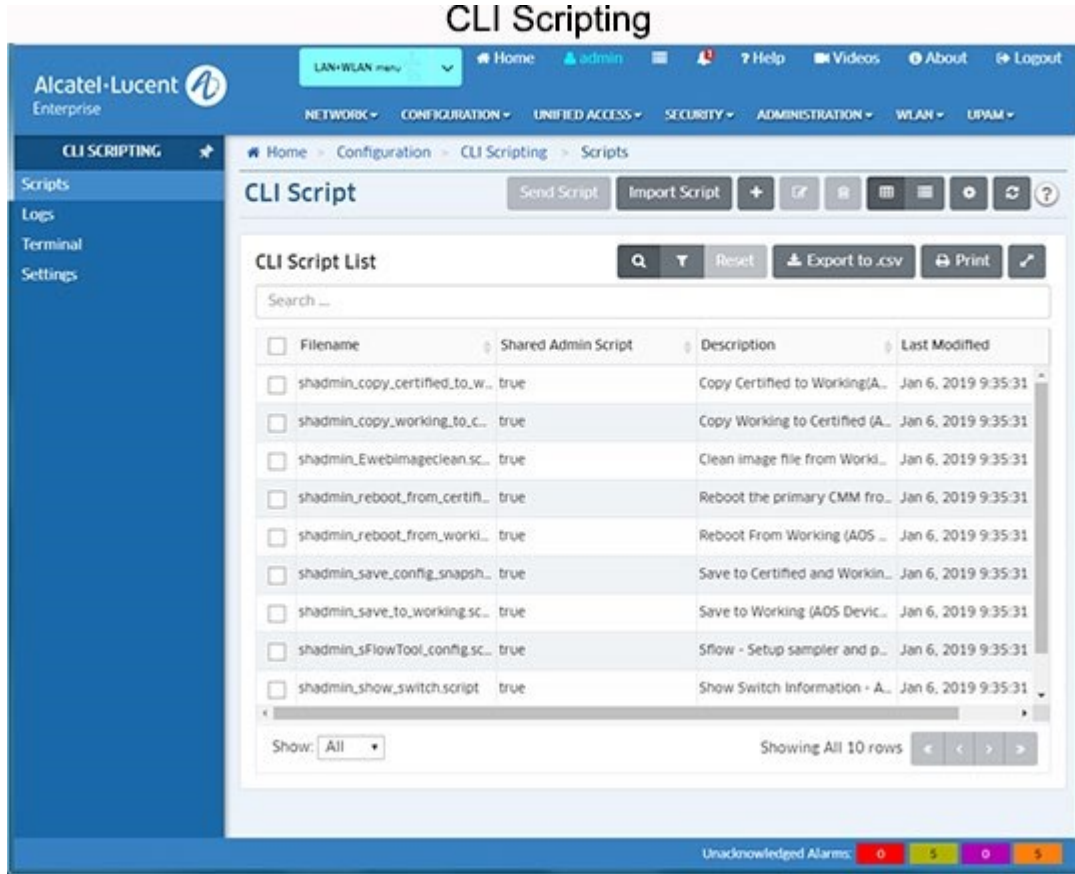 CLI Scripting
Alcatel·Lucent
Enterprise
LAN+WLAN menu Home admin ? Help Videos About Logout
NETWORK CONFIGURATION UNIFIED ACCESS SECURITY ADMINISTRATION WLAN UPAM
CLI SCRIPTING
Home > Configuration > CLI Scripting > Scripts
Scripts
Logs
Terminal
Settings
CLI Script Send Script Import Script + ?
CLI Script List Reset Export to .csv Print
Search ...
Filename Shared Admin Script Description Last Modified
shadmin_copy_certified_to_w... true Copy Certified to Working(A... Jan 6, 2019 9:35:31
shadmin_copy_working_to_c... true Copy Working to Certified (A... Jan 6, 2019 9:35:31
shadmin_Ewebimageclean.sc... true Clean image file from Worki... Jan 6, 2019 9:35:31
shadmin_reboot_from_certifi... true Reboot the primary CMM fro... Jan 6, 2019 9:35:31
shadmin_reboot_from_worki... true Reboot From Working (AOS ... Jan 6, 2019 9:35:31
shadmin_save_config_snapsh... true Save to Certified and Workin... Jan 6, 2019 9:35:31
shadmin_save_to_working.sc... true Save to Working (AOS Devic... Jan 6, 2019 9:35:31
shadmin_sFlowTool_config.sc... true Sflow - Setup sampler and p... Jan 6, 2019 9:35:31
shadmin_show_switch.script true Show Switch Information - A... Jan 6, 2019 9:35:31
Show: All Showing All 10 rows « < > »
Unacknowledged Alarms: 0 5 0 5